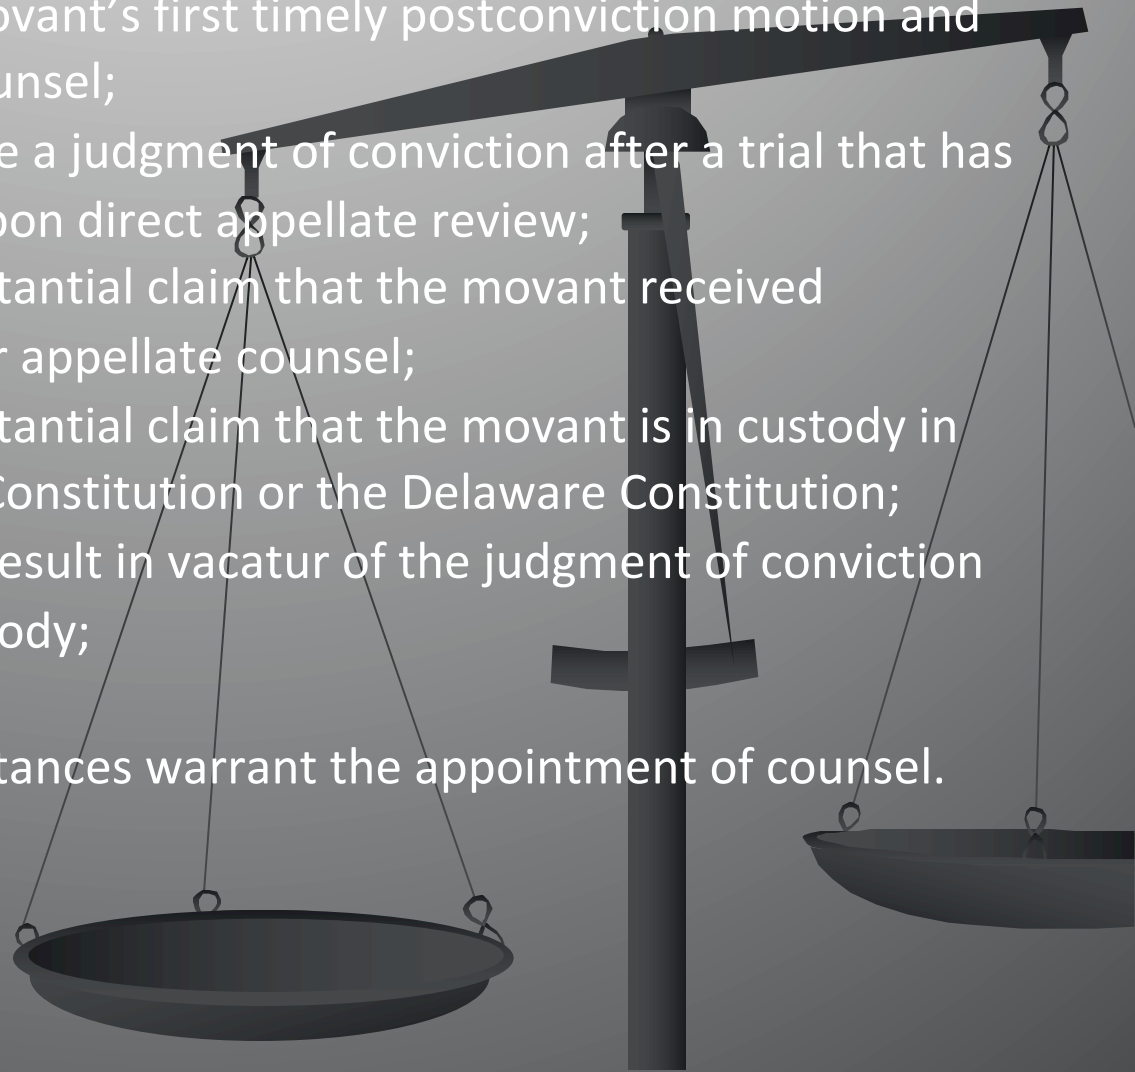 ovant's first timely postconviction motion and
unsel;
e a judgment of conviction after a trial that has
pon direct appellate review;
tantial claim that the movant received
r appellate counsel;
tantial claim that the movant is in custody in
Constitution or the Delaware Constitution;
esult in vacatur of the judgment of conviction
ody;
tances warrant the appointment of counsel.